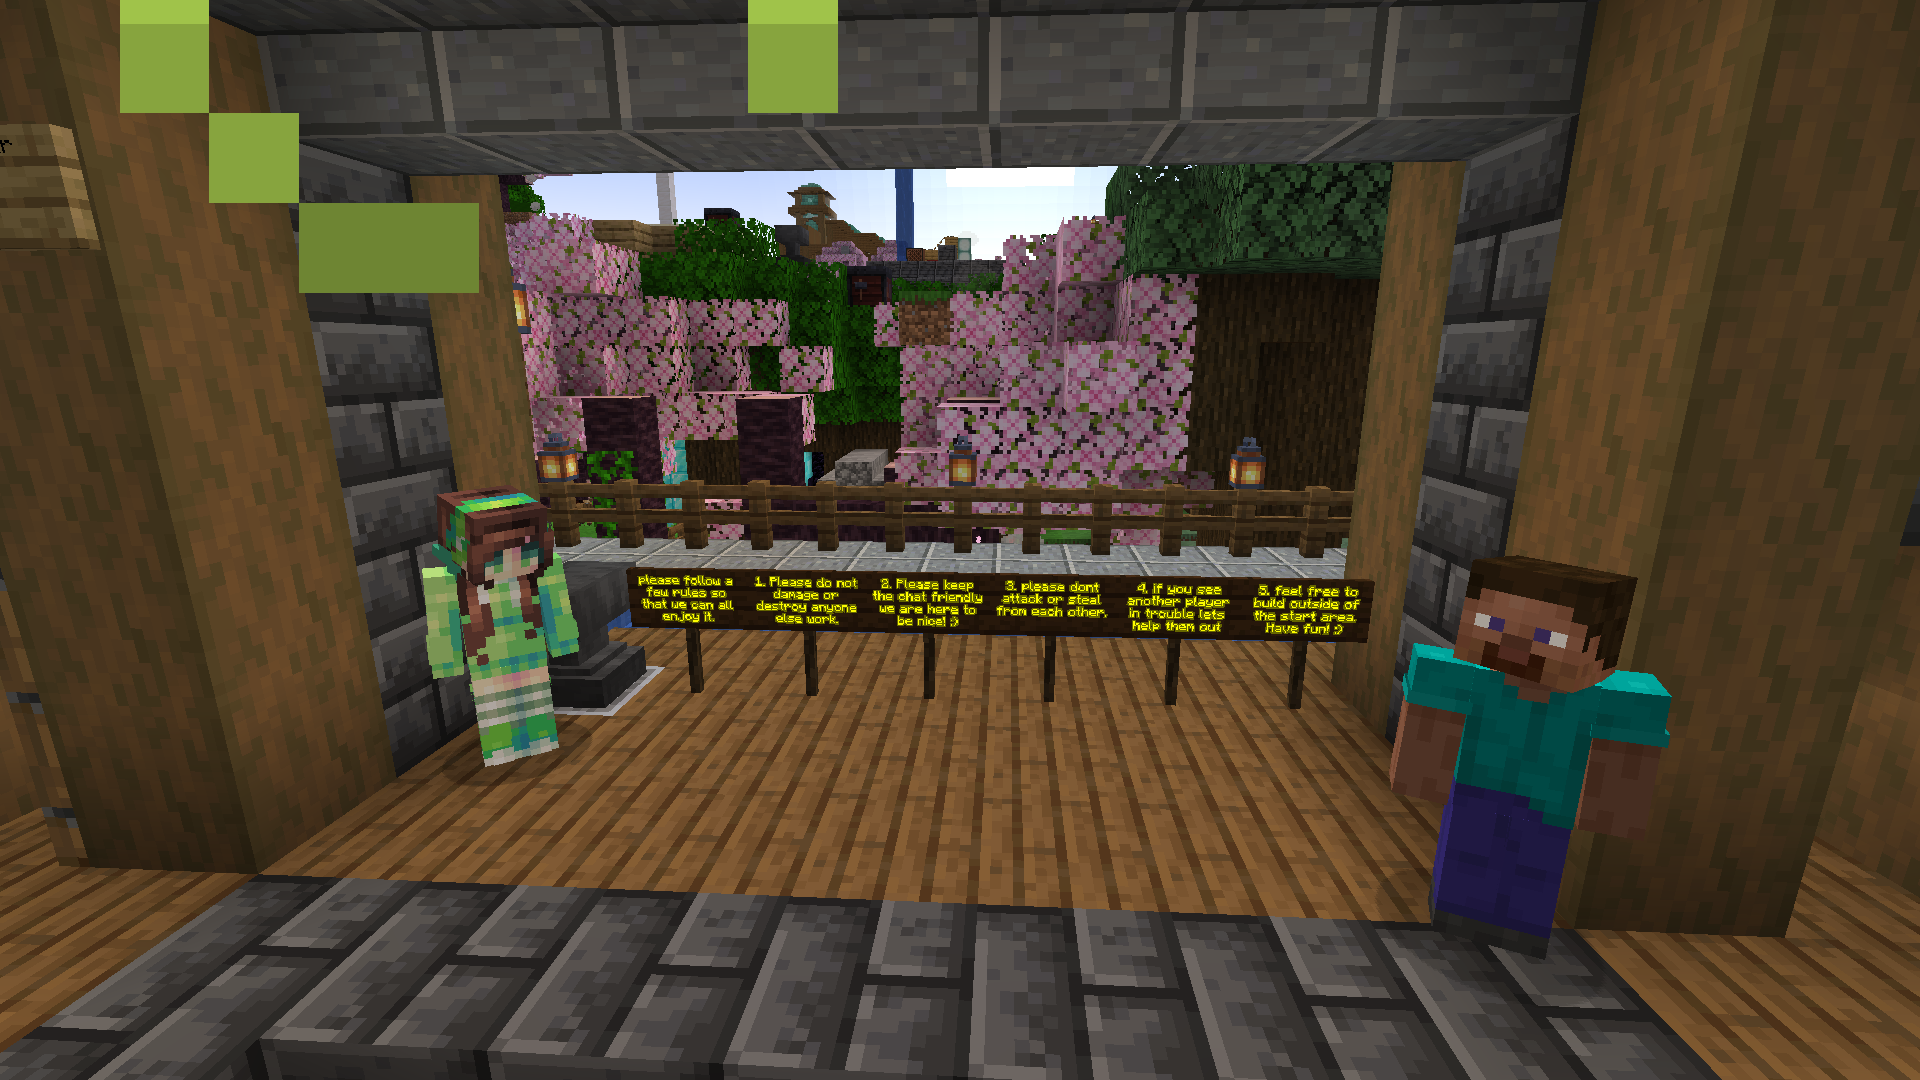 r
please follow a
few rules so
that we can all
enjoy it.
1. Please do not
damage or
destroy anyone
else work.
2. Please keep
the chat friendly
we are here to
be nice! :)
3. please dont
attack or steal
from each other.
4. if you see
another player
in trouble lets
help them out
5. feel free to
build outside of
the start area.
Have fun! :)